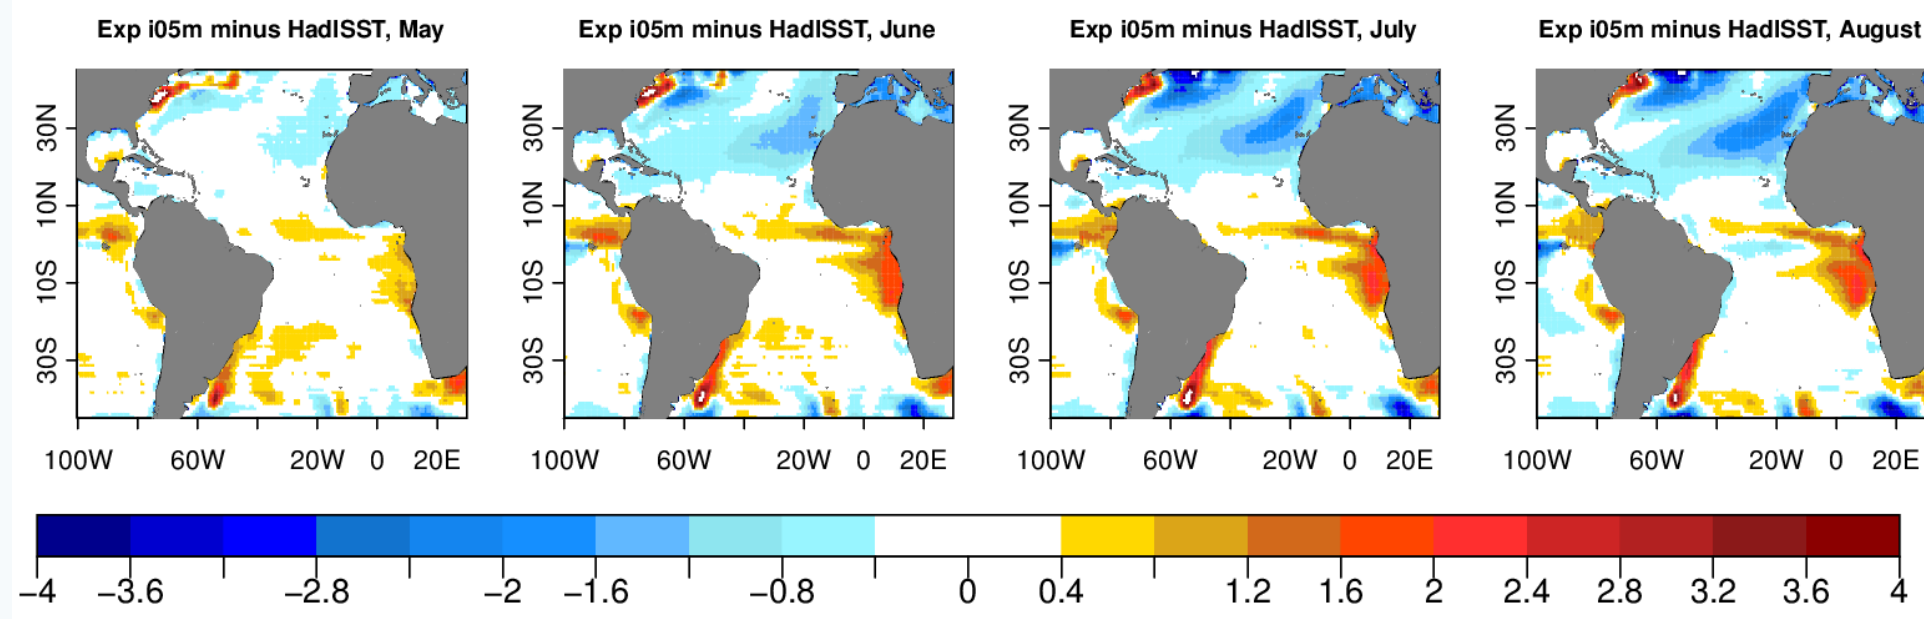 Exp i05m minus HadISST, May
Exp i05m minus HadISST, June
Exp i05m minus HadISST, July
Exp i05m minus HadISST, August
30N
10N
10S
30S
100W 60W 20W 0 20E
30N
10N
10S
30S
100W 60W 20W 0 20E
30N
10N
10S
30S
100W 60W 20W 0 20E
30N
10N
10S
30S
100W 60W 20W 0 20E
−4 −3.6 −2.8 −2 −1.6 −0.8 0 0.4 1.2 1.6 2 2.4 2.8 3.2 3.6 4